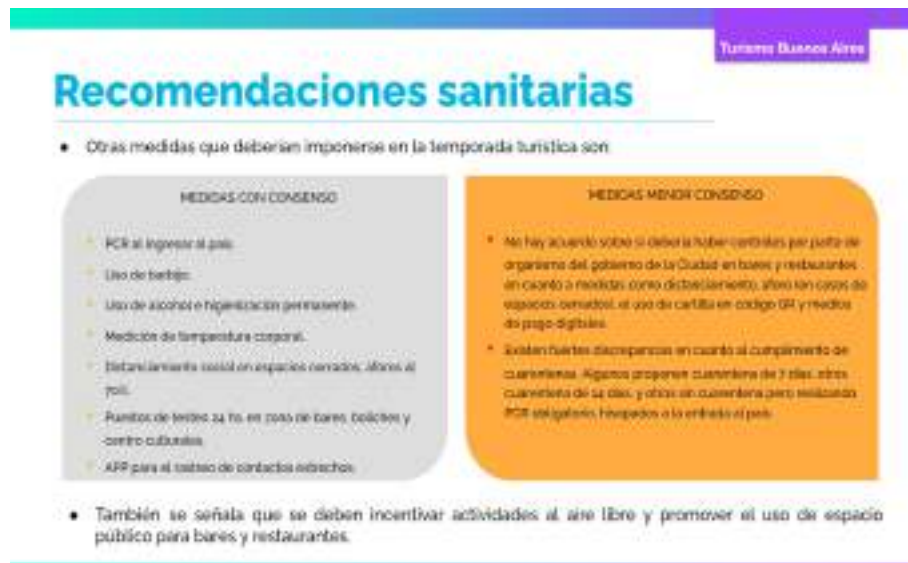 Turismo Buenos Aires
Recomendaciones sanitarias
● Otras medidas que deberían imponerse en la temporada turística son
MEDIDAS CON CONSENSO
PCR al ingresar al país.
Uso de barbijo.
Uso de alcohol e higienización permanente.
Medición de temperatura corporal.
Distanciamiento social en espacios cerrados, aforos al
Puestos de testeo 24 hs. en zona de bares, boliches y
centro culturales.
APP para el rastreo de contactos estrechos.
MEDIDAS MENOR CONSENSO
No hay acuerdo sobre si debería haber controles por parte de
organismo del gobierno de la Ciudad en bares y restaurantes
en cuanto a medidas como distanciamiento, aforo (en casos de
espacios cerrados), el uso de cartilla en código QR y medios
de pago digitales.
Existen fuertes discrepancias en cuanto al cumplimiento de
cuarentenas. Algunos proponen cuarentena de 7 días, otros
cuarentena de 14 días, y otros sin cuarentena pero realizando
PCR obligatorio, hisopados a la entrada al país.
● También se señala que se deben incentivar actividades al aire libre y promover el uso de espacio
público para bares y restaurantes.